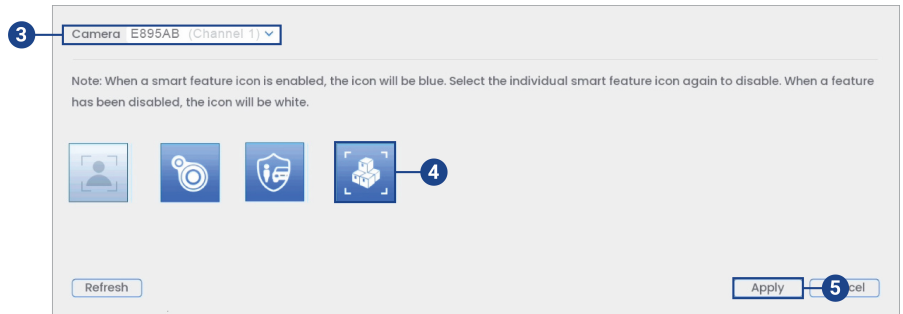 3
Camera E895AB (Channel 1)
Note: When a smart feature icon is enabled, the icon will be blue. Select the individual smart feature icon again to disable. When a feature
has been disabled, the icon will be white.
4
Refresh
Apply
5